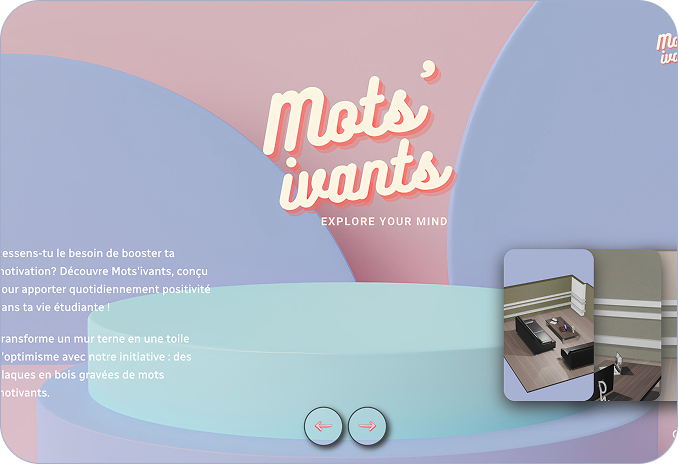 Mots'
ivants
EXPLORE YOUR MIND
essens-tu le besoin de booster ta
notivation? Découvre Mots'ivants, conçu
our apporter quotidiennement positivité
ans ta vie étudiante !
ransforme un mur terne en une toile
'optimisme avec notre initiative : des
laques en bois gravées de mots
notivants.